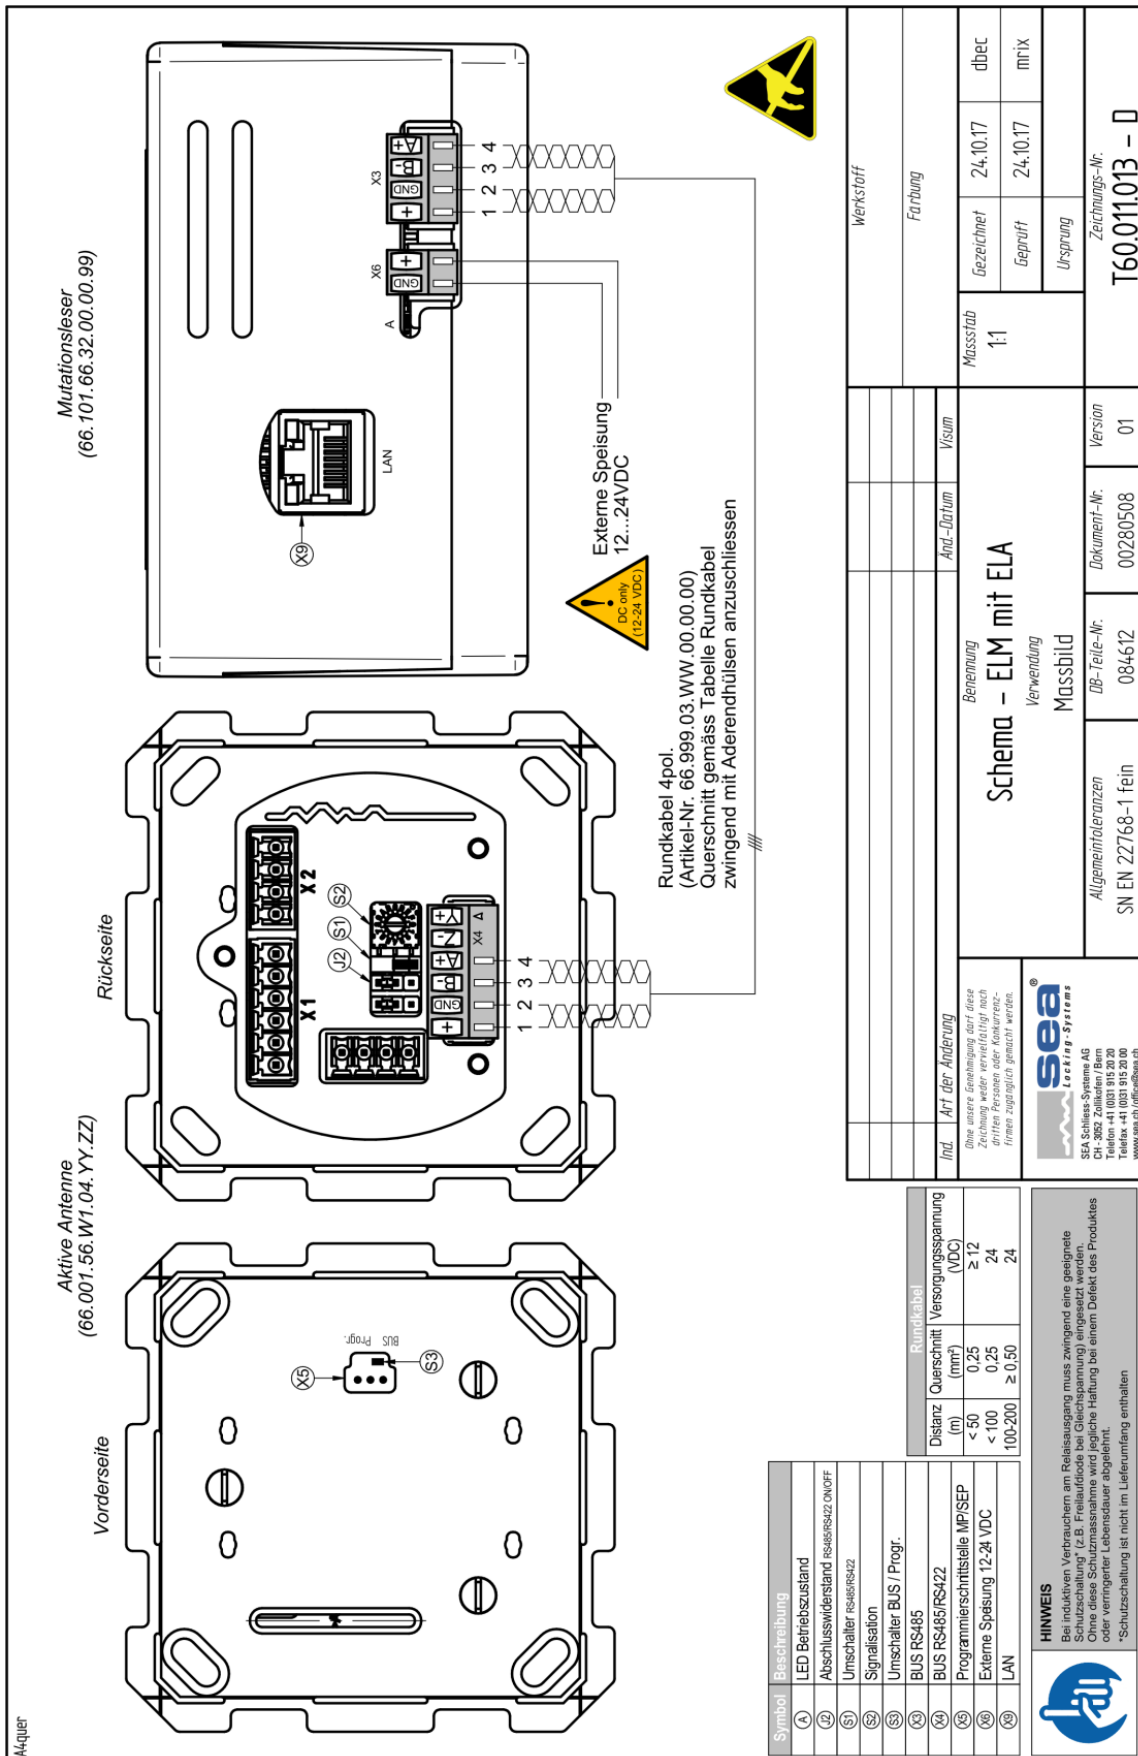 A4quer
Vorderseite
Aktive Antenne
(66.001.56.W1.04.YY.ZZ)
Rückseite
Mutationsleser
(66.101.66.32.00.00.99)
X5
Progr.
BUS
S3
X1
X2
J2
S1
S2
+
GND
B-
A+
Z-
Y+
X4
1 2 3 4
X9
LAN
A
X6
GND
+
X3
+
GND
B-
A+
1 2 3 4
Externe Speisung
12...24VDC
DC only
(12-24 VDC)
Rundkabel 4pol.
(Artikel-Nr. 66.999.03.WW.00.00.00)
Querschnitt gemäss Tabelle Rundkabel
zwingend mit Aderendhülsen anzuschliessen
Symbol Beschreibung
A LED Betriebszustand
J2 Abschlusswiderstand RS485/RS422 ON/OFF
S1 Umschalter RS485/RS422
S2 Signalisation
S3 Umschalter BUS / Progr.
X3 BUS RS485
X4 BUS RS485/RS422
X5 Programmierschnittstelle MP/SEP
X6 Externe Speisung 12-24 VDC
X9 LAN
Rundkabel
Distanz (m) Querschnitt (mm²) Versorgungsspannung (VDC)
< 50 0,25 ≥ 12
< 100 0,25 24
100-200 ≥ 0,50 24
HINWEIS
Bei induktiven Verbrauchern am Relaisausgang muss zwingend eine geeignete
Schutzschaltung* (z.B. Freilaufdiode bei Gleichspannung) eingesetzt werden.
Ohne diese Schutzmassnahme wird jegliche Haftung bei einem Defekt des Produktes
oder verringerter Lebensdauer abgelehnt.
*Schutzschaltung ist nicht im Lieferumfang enthalten
Ind. Art der Änderung Änd.-Datum Visum
Ohne unsere Genehmigung darf diese
Zeichnung weder vervielfältigt noch
dritten Personen oder Konkurrenz-
firmen zugänglich gemacht werden.
sea®
Locking-Systems
SEA Schliess-Systeme AG
CH - 3052 Zollikofen / Bern
Telefon +41 (0)31 915 20 20
Telefax +41 (0)31 915 20 00
www.sea.ch / office@sea.ch
Benennung
Schema - ELM mit ELA
Verwendung
Massbild
Allgemeintoleranzen
SN EN 22768-1 fein
DB-Teile-Nr.
084612
Dokument-Nr.
00280508
Version
01
Werkstoff
Färbung
Massstab
1:1
Gezeichnet 24.10.17 dbec
Geprüft 24.10.17 mrix
Ursprung
Zeichnungs-Nr.
T60.011.013 - D